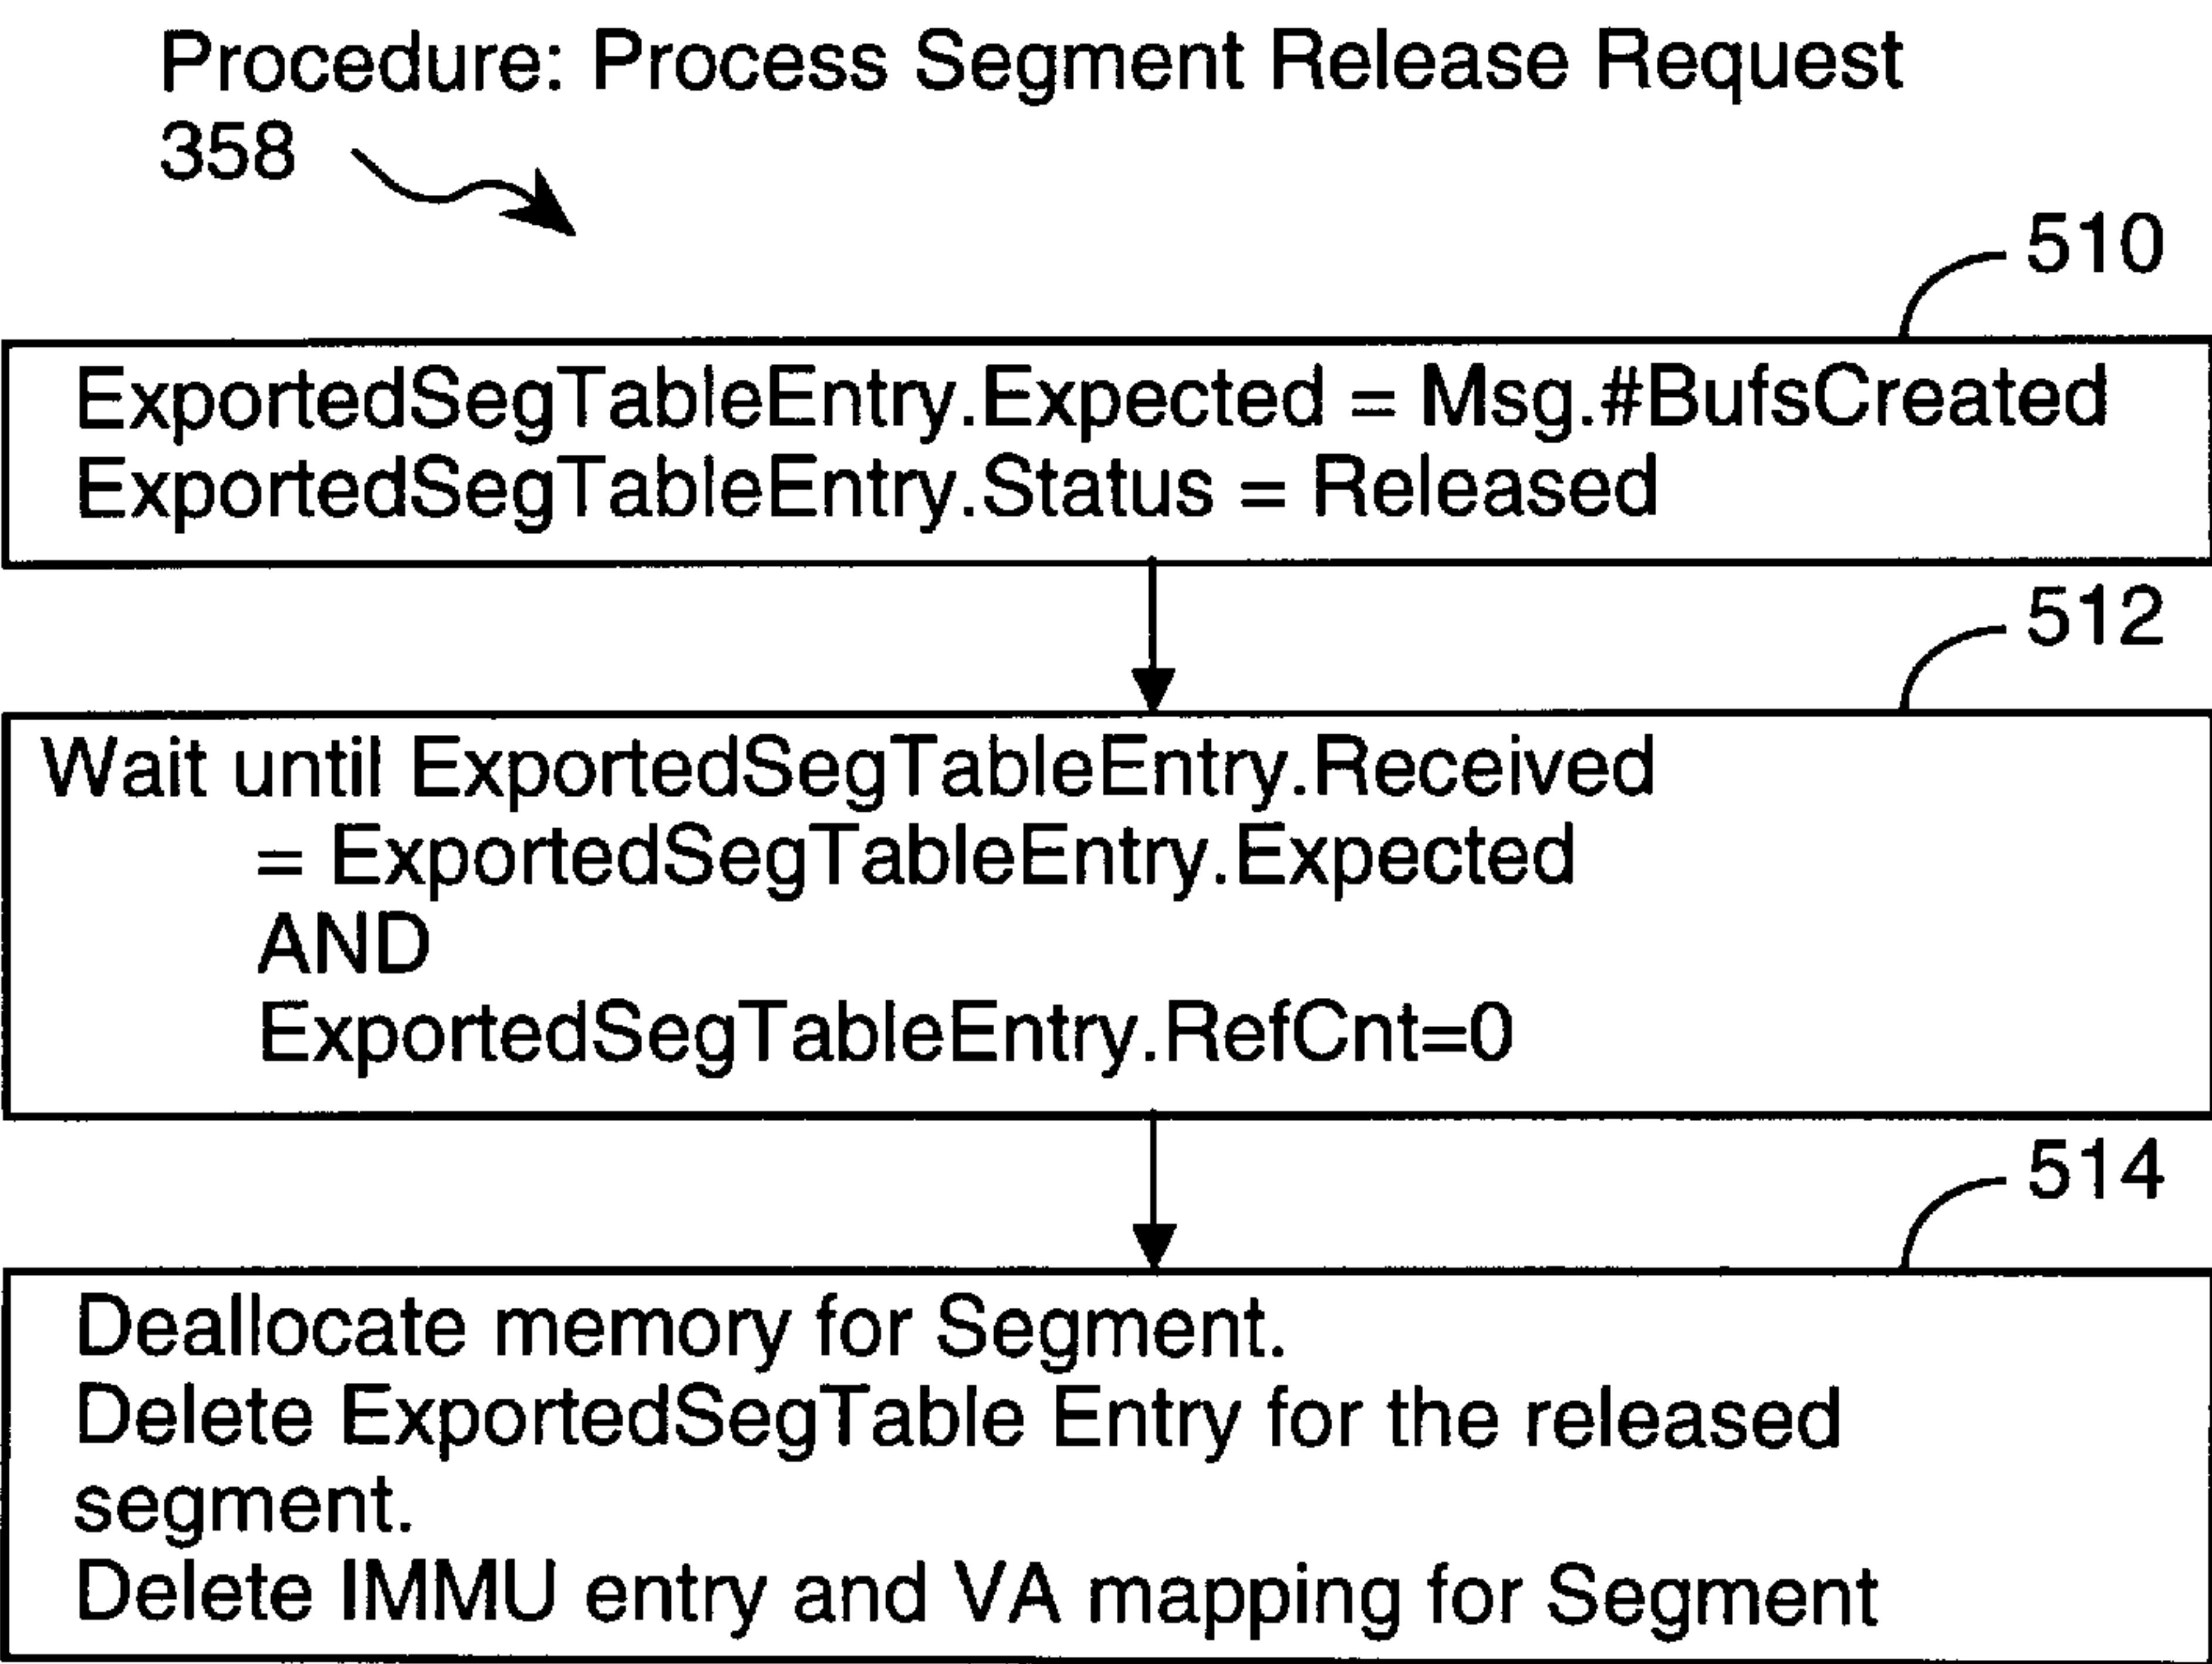 Procedure: Process Segment Release Request
358
510
ExportedSegTableEntry.Expected = Msg.#BufsCreated
ExportedSegTableEntry.Status = Released
512
Wait until ExportedSegTableEntry.Received
= ExportedSegTableEntry.Expected
AND
ExportedSegTableEntry.RefCnt=0
514
Deallocate memory for Segment.
Delete ExportedSegTable Entry for the released
segment.
Delete IMMU entry and VA mapping for Segment